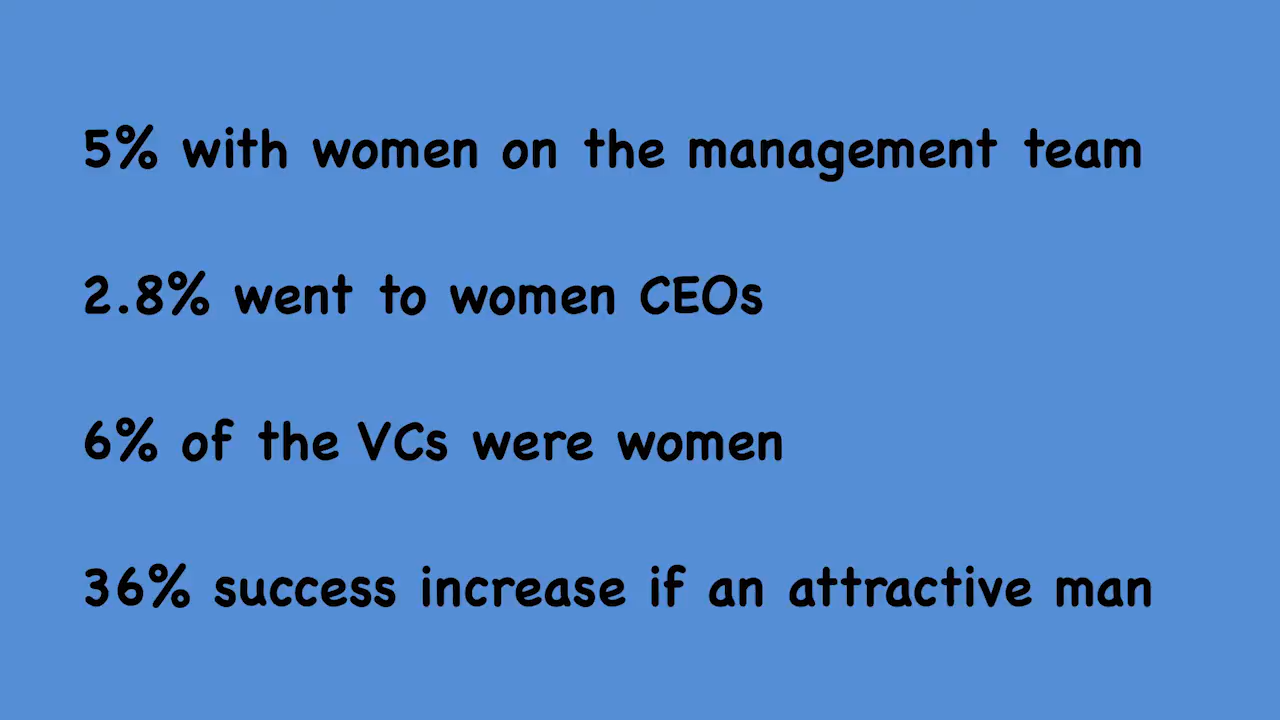 5% with women on the management team
2.8% went to women CEOs
6% of the VCs were women
36% success increase if an attractive man